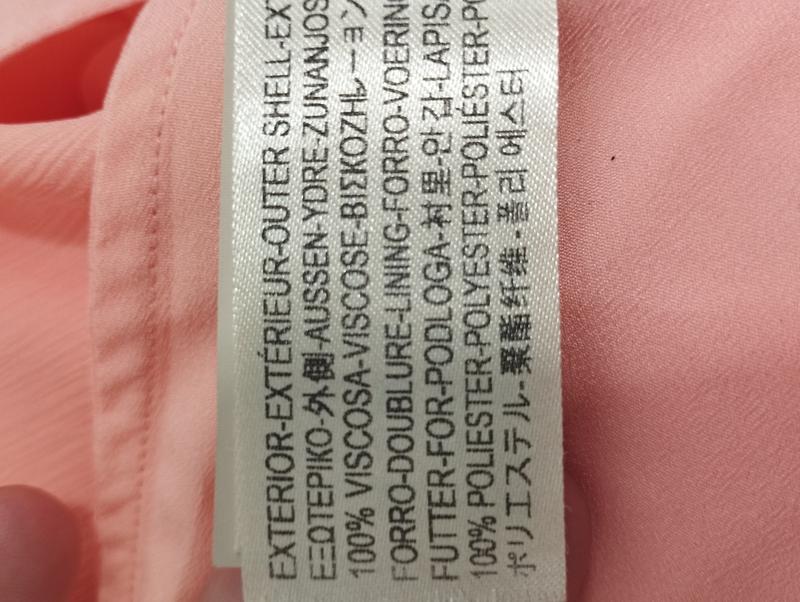 EXTERIOR-EXTÉRIEUR-OUTER SHELL-EXT
ΕΞΩΤΕΡΙΚΟ-外側-AUSSEN-YDRE-ZUNANJOS
100% VISCOSA-VISCOSE-ΒΙΣΚΟΖΗ-レーヨン
FORRO-DOUBLURE-LINING-FORRO-VOERING
FUTTER-FOR-PODLOGA-衬里-안감-LAPIS
100% POLIESTER-POLYESTER-POLIÉSTER-PO
ポリエステル-聚酯纤维-폴리 에스터